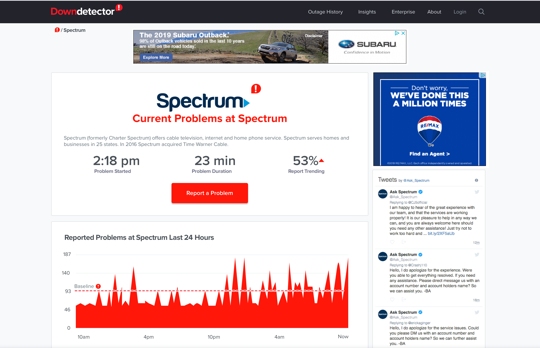 Downdetector
Outage History
Insights
Enterprise
About
Login
/ Spectrum
The 2019 Subaru Outback.
98% of Outback vehicles sold in the last 10 years
are still on the road today.
Explore More
Disclaimer
SUBARU
Confidence in Motion
Spectrum
Current Problems at Spectrum
Spectrum (formerly Charter Spectrum) offers cable television, internet and home phone service. Spectrum serves homes and
businesses in 25 states. In 2016 Spectrum acquired Time Warner Cable.
2:18 pm
Problem Started
23 min
Problem Duration
53%
Report Trending
Report a Problem
Reported Problems at Spectrum Last 24 Hours
187
140
Baseline
93
46
0
10am
4pm
10pm
4am
Now
Don't worry,
WE'VE DONE THIS
A MILLION TIMES
RE/MAX
Find an Agent >
Tweets by @Ask_Spectrum
Ask Spectrum
@Ask_Spectrum
Replying to
I am happy to hear of the great experience with
our team, and that the services are working
properly! It is our pleasure to help in any way we
can, and you are always welcome here should
you need any other assistance! Just try not to
work too hard and ...
Ask Spectrum
@Ask_Spectrum
Replying to
Hello, I do apologize for the experience. Were
you able to get everything resolved. If you need
any assistance. Please direct message us with an
account number and account holders name? So
we can assist you. -BA
Ask Spectrum
@Ask_Spectrum
Replying to
Hello, I do apologize for the service issues. Could
you please DM us with an account number and
account holders name? So we can further assist
you. -BA